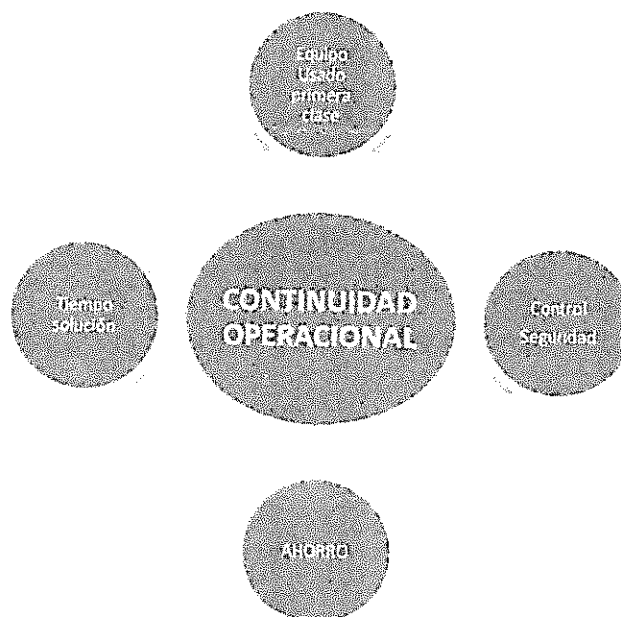 Equipo
Usado
primera
clase
Tiempo
solución
CONTINUIDAD
OPERACIONAL
Control
Seguridad
AHORRO